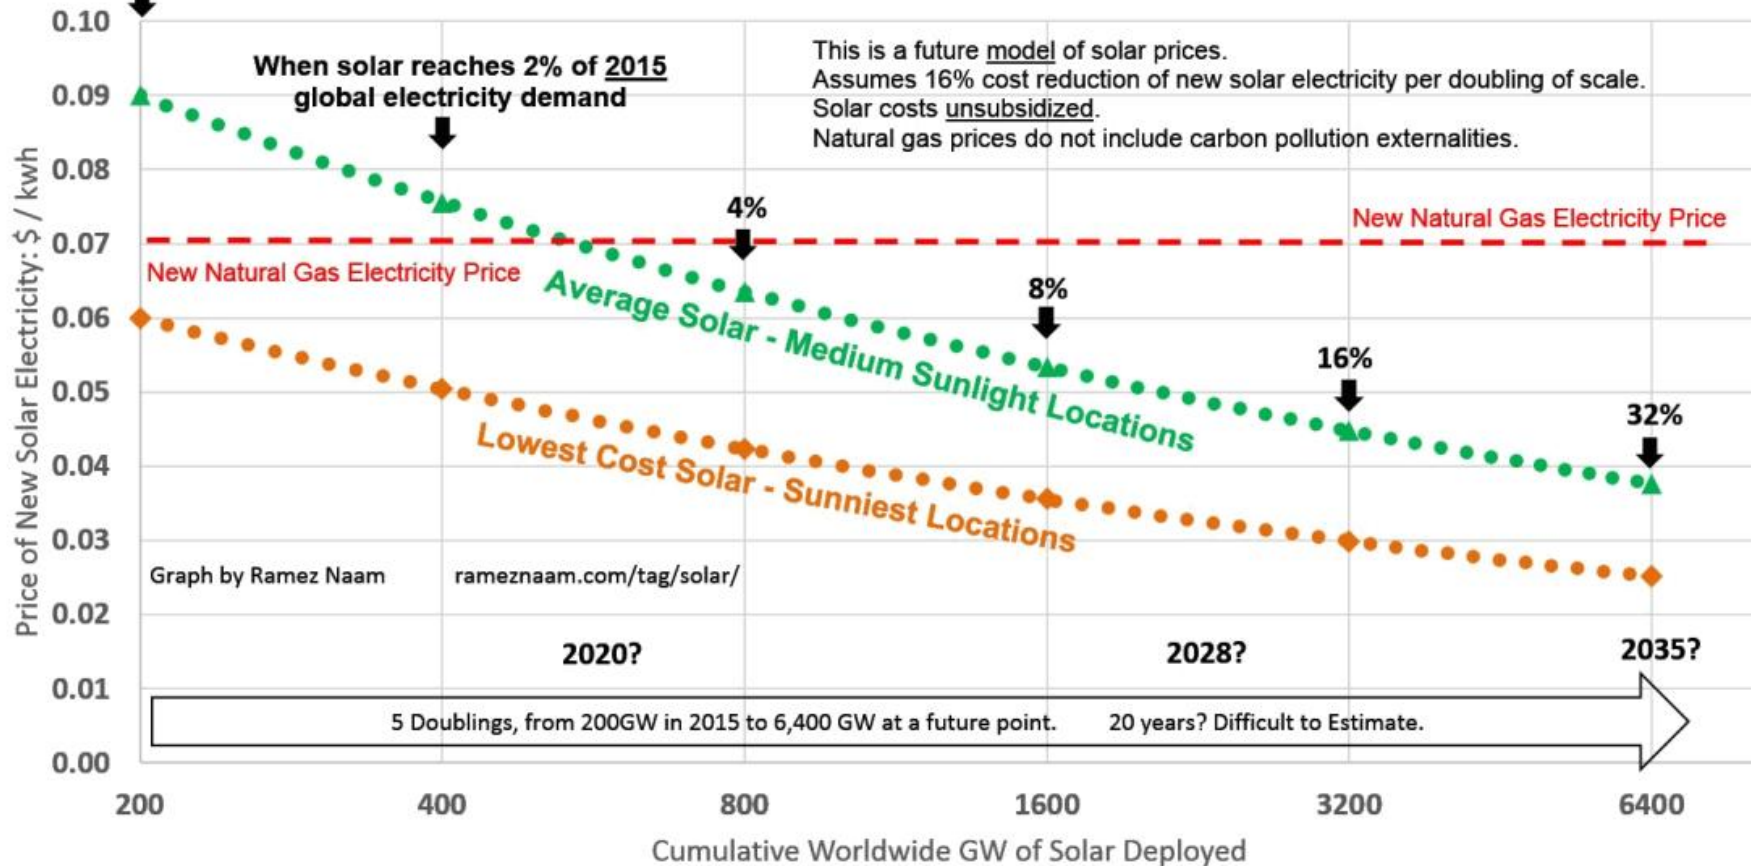 0.10
When solar reaches 2% of 2015
global electricity demand
This is a future model of solar prices.
Assumes 16% cost reduction of new solar electricity per doubling of scale.
Solar costs unsubsidized.
Natural gas prices do not include carbon pollution externalities.
0.09
0.08
4%
New Natural Gas Electricity Price
0.07
New Natural Gas Electricity Price
Average Solar - Medium Sunlight Locations
8%
0.06
16%
0.05
32%
Lowest Cost Solar - Sunniest Locations
0.04
0.03
Graph by Ramez Naam
rameznaam.com/tag/solar/
0.02
2020?
2028?
2035?
0.01
5 Doublings, from 200GW in 2015 to 6,400 GW at a future point. 20 years? Difficult to Estimate.
0.00
Price of New Solar Electricity: $ / kwh
200 400 800 1600 3200 6400
Cumulative Worldwide GW of Solar Deployed